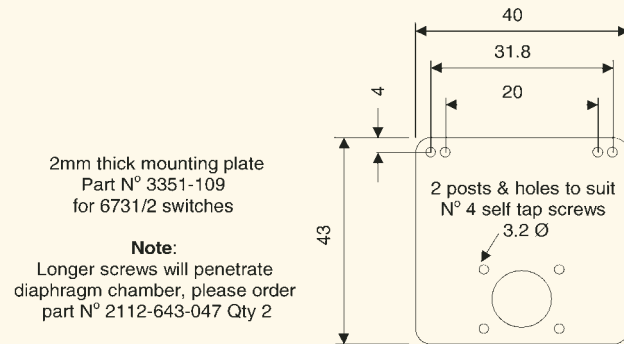 40
31.8
20
4
2mm thick mounting plate
Part Nº 3351-109
for 6731/2 switches
Note:
Longer screws will penetrate
diaphragm chamber, please order
part Nº 2112-643-047 Qty 2
43
2 posts & holes to suit
Nº 4 self tap screws
3.2 Ø